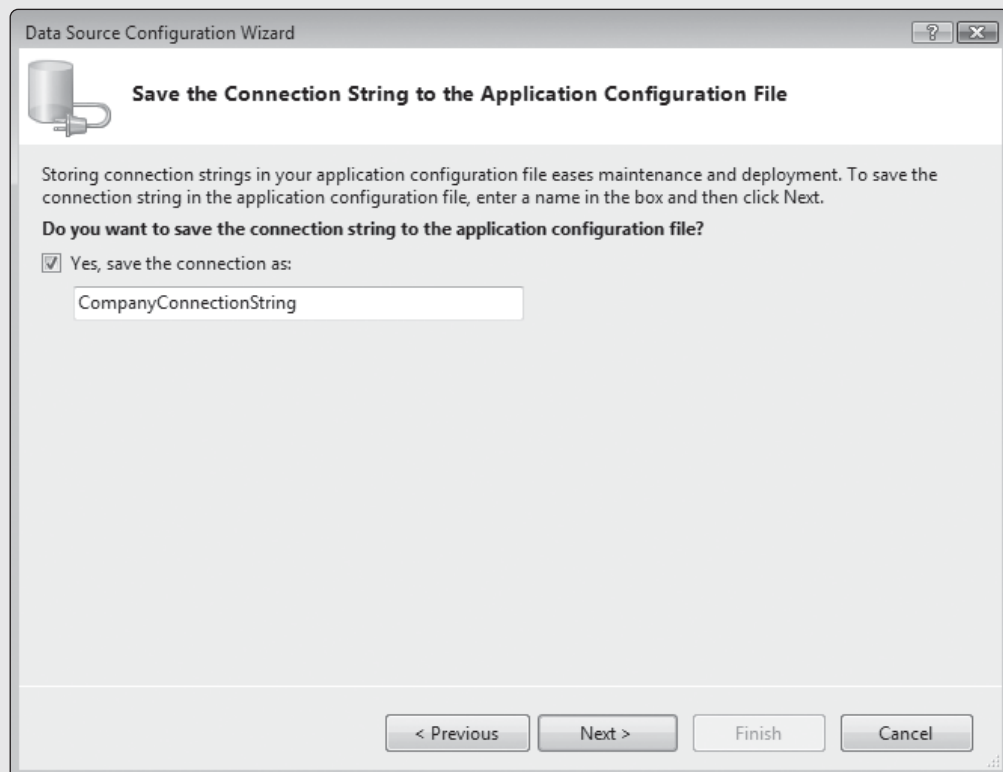 Data Source Configuration Wizard
?
Save the Connection String to the Application Configuration File
Storing connection strings in your application configuration file eases maintenance and deployment. To save the
connection string in the application configuration file, enter a name in the box and then click Next.
Do you want to save the connection string to the application configuration file?
Yes, save the connection as:
CompanyConnectionString
< Previous Next > Finish Cancel